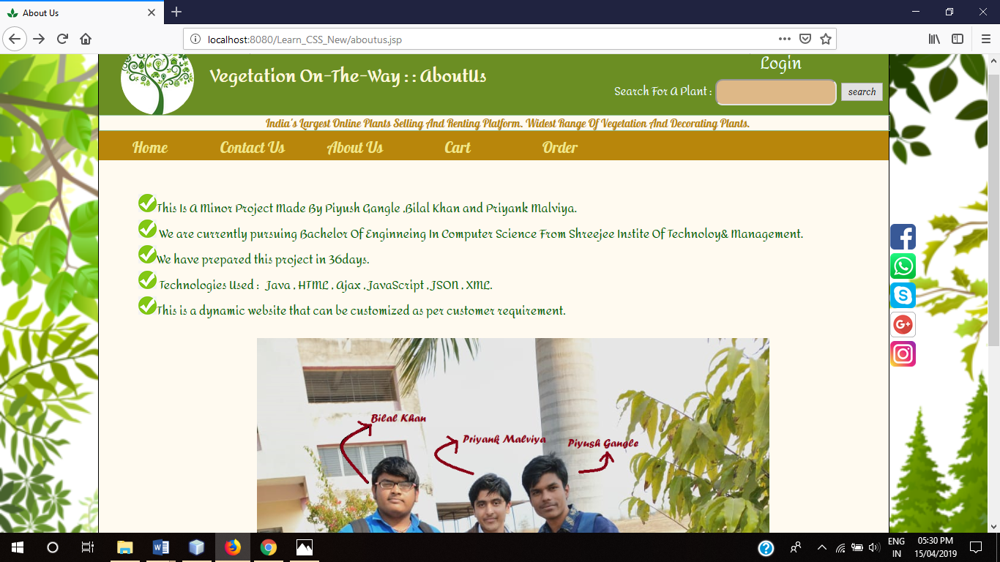 About Us
localhost:8080/Learn_CSS_New/aboutus.jsp
Vegetation On-The-Way : : AboutUs
Login
Search For A Plant :
search
India's Largest Online Plants Selling And Renting Platform. Widest Range Of Vegetation And Decorating Plants.
Home Contact Us About Us Cart Order
This Is A Minor Project Made By Piyush Gangle ,Bilal Khan and Priyank Malviya.
We are currently pursuing Bachelor Of Enginneing In Computer Science From Shreejee Instite Of Technoloy& Management.
We have prepared this project in 36days.
Technologies Used : Java , HTML , Ajax , JavaScript , JSON , XML.
This is a dynamic website that can be customized as per customer requirement.
Bilal Khan
Priyank Malviya
Piyush Gangle
ENG
IN
05:30 PM
15/04/2019